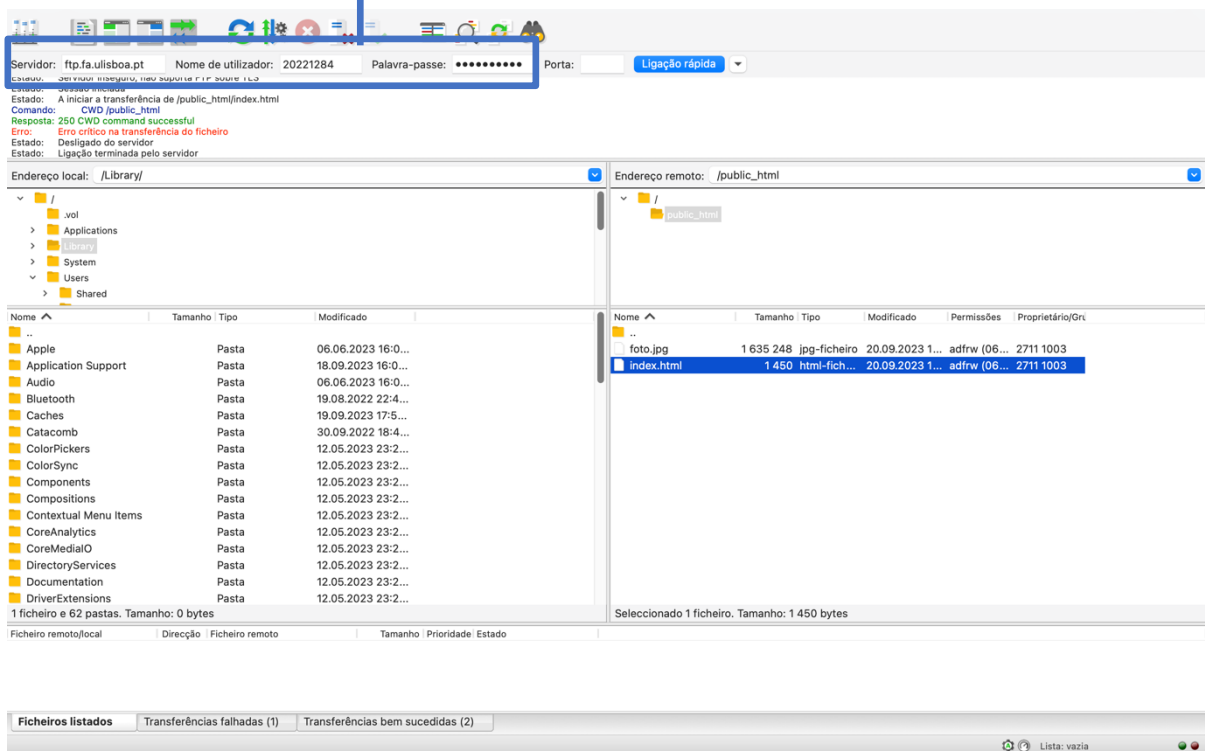 Servidor: ftp.fa.ulisboa.pt Nome de utilizador: 20221284 Palavra-passe: •••••••••• Porta: Ligação rápida
Estado: Servidor inseguro, não suporta FTP sobre TLS
Estado: Sessão iniciada
Estado: A iniciar a transferência de /public_html/index.html
Comando: CWD /public_html
Resposta: 250 CWD command successful
Erro: Erro crítico na transferência do ficheiro
Estado: Desligado do servidor
Estado: Ligação terminada pelo servidor
Endereço local: /Library/
/
.vol
Applications
Library
System
Users
Shared
Endereço remoto: /public_html
/
public_html
Nome Tamanho Tipo Modificado
..
Apple Pasta 06.06.2023 16:0...
Application Support Pasta 18.09.2023 16:0...
Audio Pasta 06.06.2023 16:0...
Bluetooth Pasta 19.08.2022 22:4...
Caches Pasta 19.09.2023 17:5...
Catacomb Pasta 30.09.2022 18:4...
ColorPickers Pasta 12.05.2023 23:2...
ColorSync Pasta 12.05.2023 23:2...
Components Pasta 12.05.2023 23:2...
Compositions Pasta 12.05.2023 23:2...
Contextual Menu Items Pasta 12.05.2023 23:2...
CoreAnalytics Pasta 12.05.2023 23:2...
CoreMediaIO Pasta 12.05.2023 23:2...
DirectoryServices Pasta 12.05.2023 23:2...
Documentation Pasta 12.05.2023 23:2...
DriverExtensions Pasta 12.05.2023 23:2...
1 ficheiro e 62 pastas. Tamanho: 0 bytes
Nome Tamanho Tipo Modificado Permissões Proprietário/Gru
..
foto.jpg 1 635 248 jpg-ficheiro 20.09.2023 1... adfrw (06... 2711 1003
index.html 1 450 html-fich... 20.09.2023 1... adfrw (06... 2711 1003
Seleccionado 1 ficheiro. Tamanho: 1 450 bytes
Ficheiro remoto/local Direcção Ficheiro remoto Tamanho Prioridade Estado
Ficheiros listados Transferências falhadas (1) Transferências bem sucedidas (2)
Lista: vazia